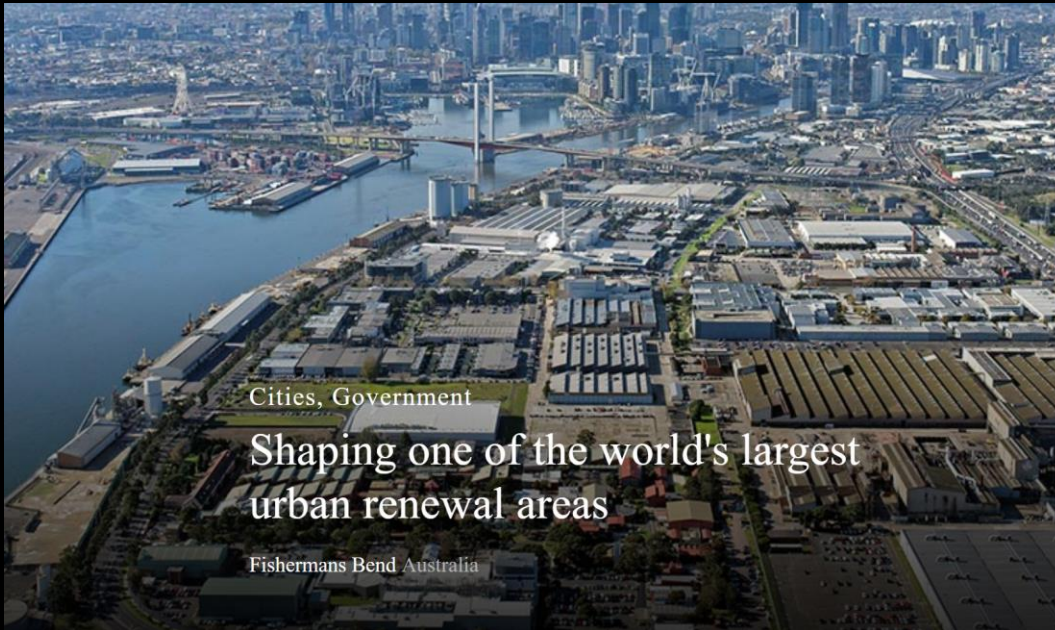 Cities, Government
Shaping one of the world's largest
urban renewal areas
Fishermans Bend Australia